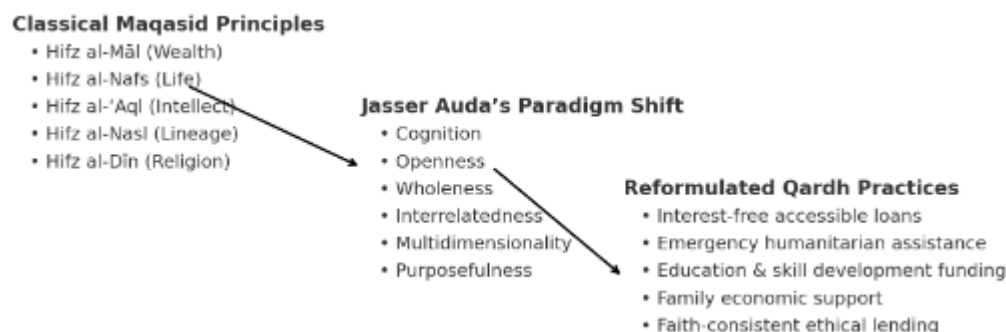 Classical Maqasid Principles
• Hifz al-Māl (Wealth)
• Hifz al-Nafs (Life)
• Hifz al-‘Aql (Intellect)
• Hifz al-Nasl (Lineage)
• Hifz al-Dīn (Religion)
Jasser Auda’s Paradigm Shift
• Cognition
• Openness
• Wholeness
• Interrelatedness
• Multidimensionality
• Purposefulness
Reformulated Qardh Practices
• Interest-free accessible loans
• Emergency humanitarian assistance
• Education & skill development funding
• Family economic support
• Faith-consistent ethical lending